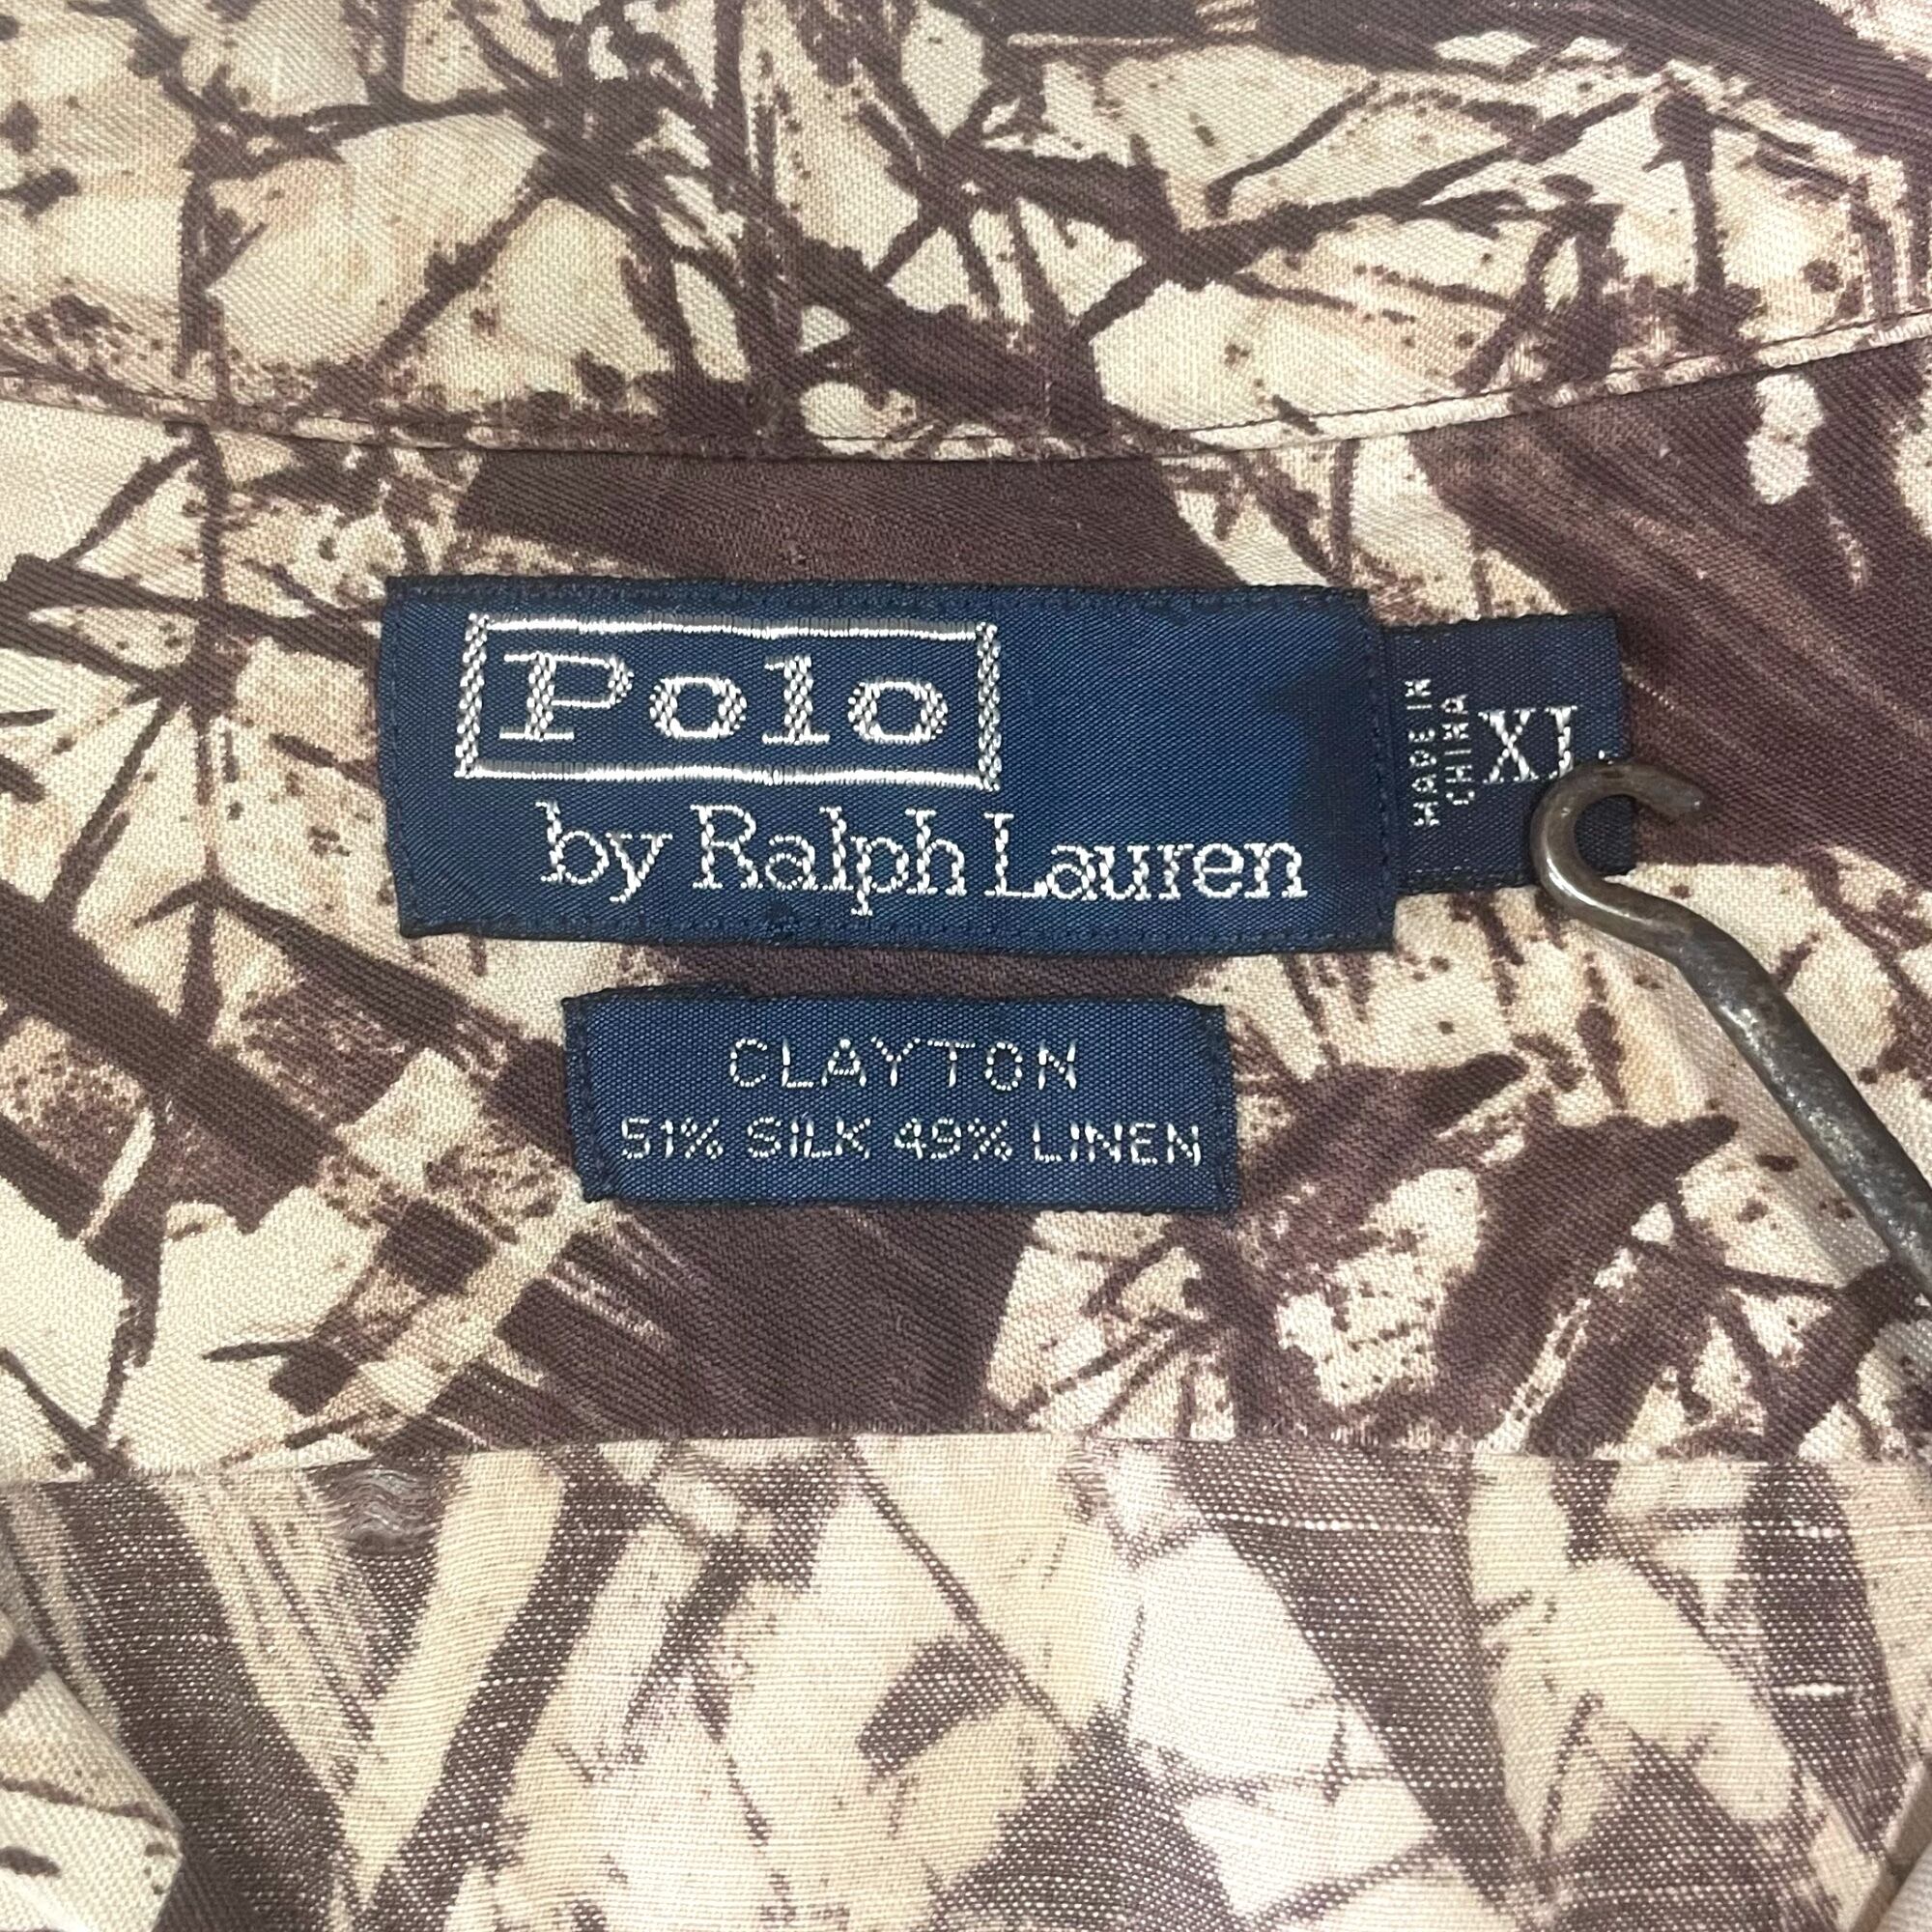 Polo
by Ralph Lauren
MADE IN
CHINA
XL
CLAYTON
51% SILK 49% LINEN